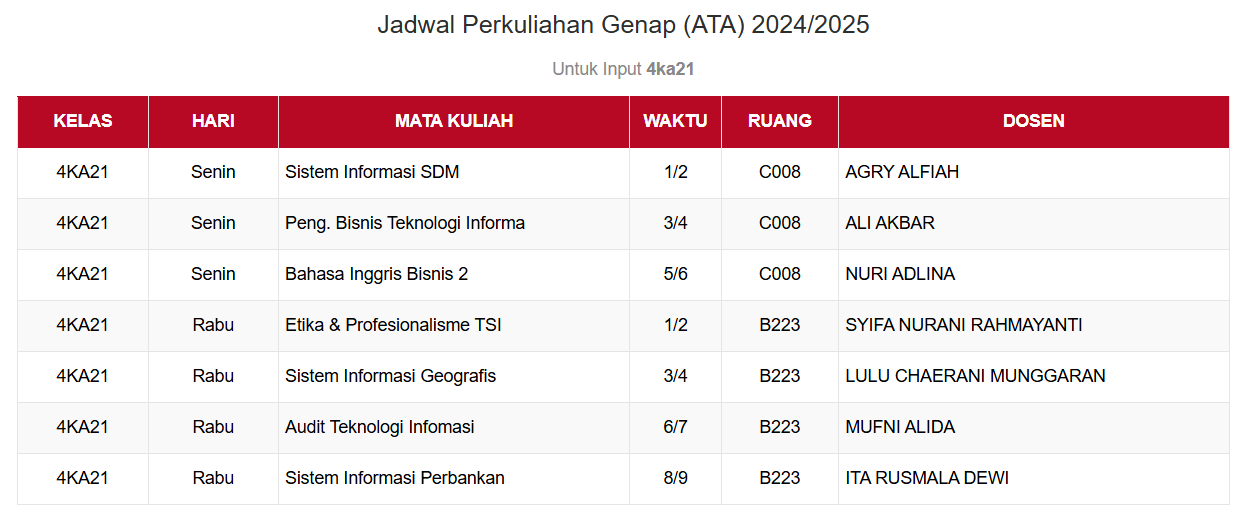 Jadwal Perkuliahan Genap (ATA) 2024/2025
Untuk Input 4ka21
KELAS HARI MATA KULIAH WAKTU RUANG DOSEN
4KA21 Senin Sistem Informasi SDM 1/2 C008 AGRY ALFIAH
4KA21 Senin Peng. Bisnis Teknologi Informa 3/4 C008 ALI AKBAR
4KA21 Senin Bahasa Inggris Bisnis 2 5/6 C008 NURI ADLINA
4KA21 Rabu Etika & Profesionalisme TSI 1/2 B223 SYIFA NURANI RAHMAYANTI
4KA21 Rabu Sistem Informasi Geografis 3/4 B223 LULU CHAERANI MUNGGARAN
4KA21 Rabu Audit Teknologi Infomasi 6/7 B223 MUFNI ALIDA
4KA21 Rabu Sistem Informasi Perbankan 8/9 B223 ITA RUSMALA DEWI